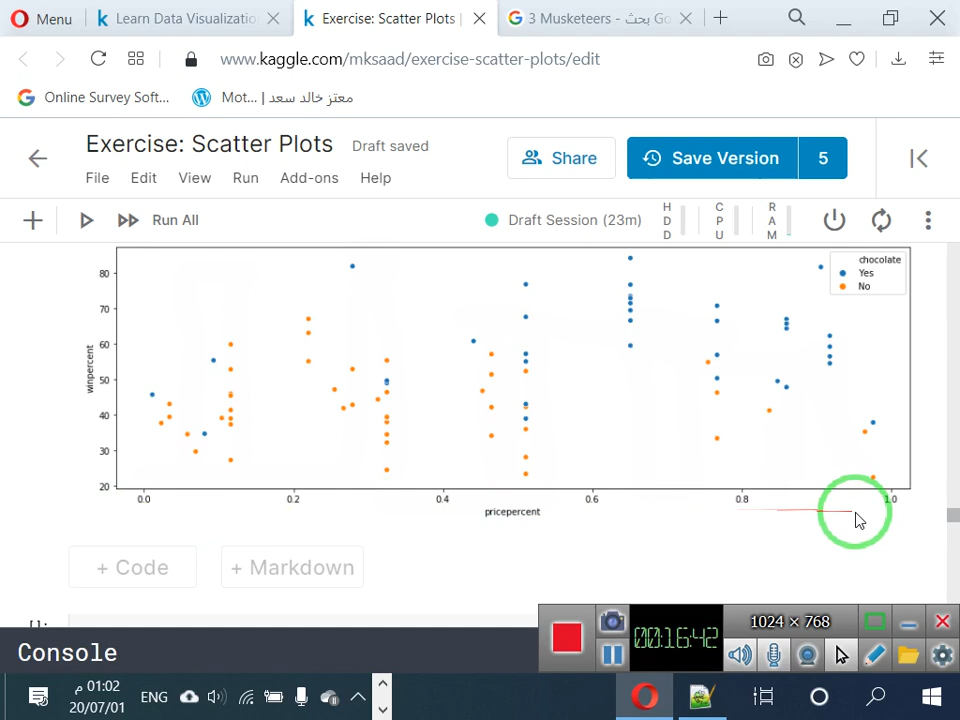 Menu
Learn Data Visualizatio
Exercise: Scatter Plots |
3 Musketeers - بحث Go
www.kaggle.com/mksaad/exercise-scatter-plots/edit
Online Survey Soft...
Mot... | معتز خالد سعد
Exercise: Scatter Plots
Draft saved
Share
Save Version
5
File Edit View Run Add-ons Help
Run All
Draft Session (23m)
HDD
CPU
RAM
chocolate
Yes
No
winpercent
80
70
60
50
40
30
20
0.0 0.2 0.4 0.6 0.8 1.0
pricepercent
+ Code
+ Markdown
[ ]:
Console
00:16:42
1024 × 768
ENG
01:02 م
20/07/01